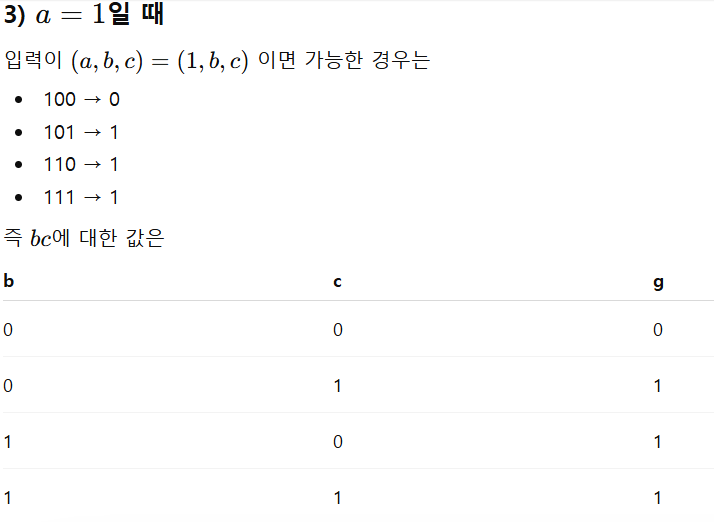 3) a = 1일 때
입력이 (a, b, c) = (1, b, c) 이면 가능한 경우는
• 100 → 0
• 101 → 1
• 110 → 1
• 111 → 1
즉 bc에 대한 값은
b c g
0 0 0
0 1 1
1 0 1
1 1 1